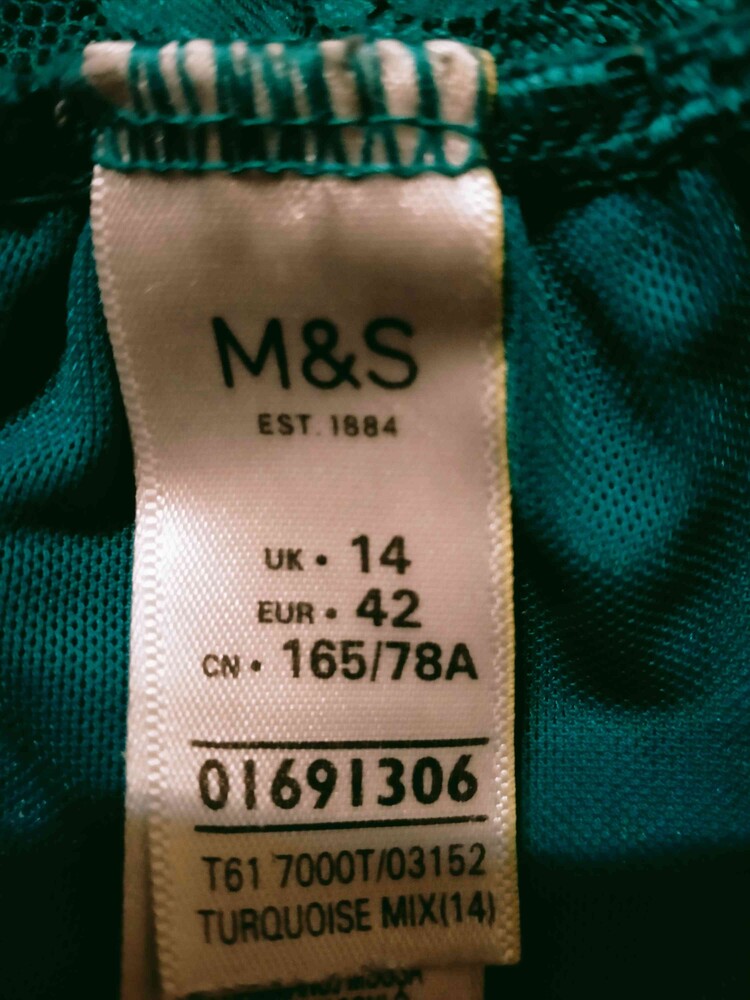 M&S
EST. 1884
UK • 14
EUR • 42
CN • 165/78A
01691306
T61 7000T/03152
TURQUOISE MIX(14)